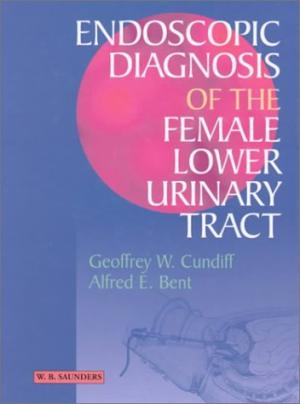 ENDOSCOPIC
DIAGNOSIS
OF THE
FEMALE
LOWER
URINARY
TRACT
Geoffrey W. Cundiff
Alfred E. Bent
W. B. SAUNDERS